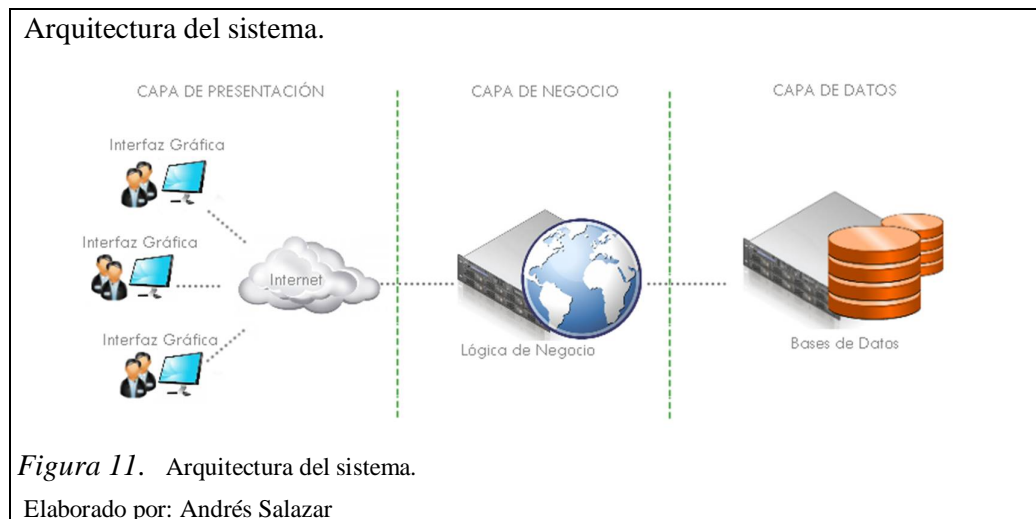 Arquitectura del sistema.
CAPA DE PRESENTACIÓN
CAPA DE NEGOCIO
CAPA DE DATOS
Interfaz Gráfica
Interfaz Gráfica
Internet
Interfaz Gráfica
Lógica de Negocio
Bases de Datos
Figura 11. Arquitectura del sistema.
Elaborado por: Andrés Salazar